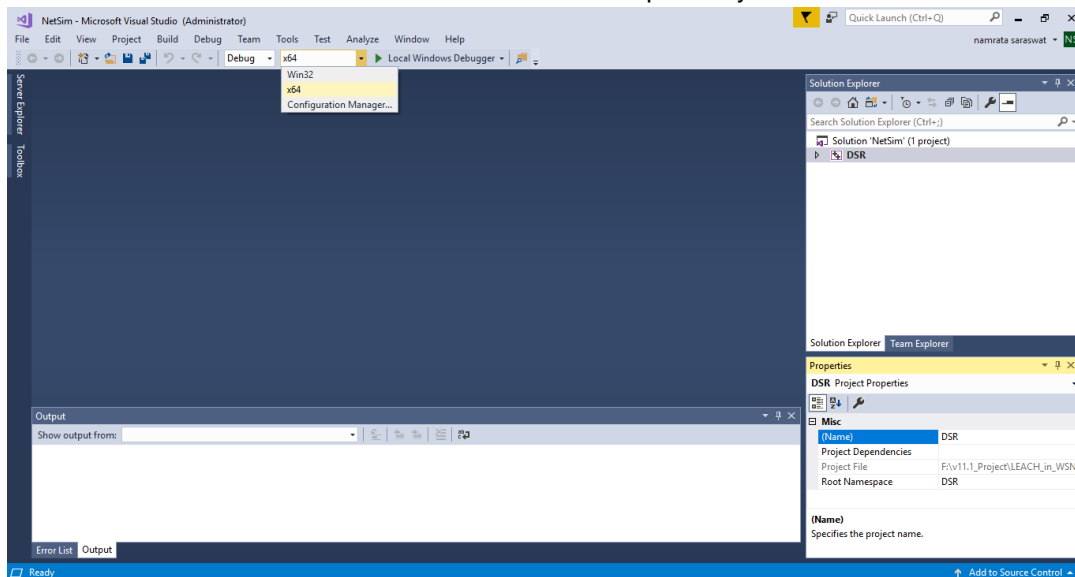 NetSim - Microsoft Visual Studio (Administrator)
Quick Launch (Ctrl+Q)
File Edit View Project Build Debug Team Tools Test Analyze Window Help
namrata saraswat
NS
Debug x64 Local Windows Debugger
Win32
x64
Configuration Manager...
Server Explorer
Toolbox
Solution Explorer
Search Solution Explorer (Ctrl+;)
Solution 'NetSim' (1 project)
DSR
Solution Explorer Team Explorer
Properties
DSR Project Properties
Misc
(Name) DSR
Project Dependencies
Project File F:\v11.1_Project\LEACH_in_WSN
Root Namespace DSR
(Name)
Specifies the project name.
Output
Show output from:
Error List Output
Ready
Add to Source Control